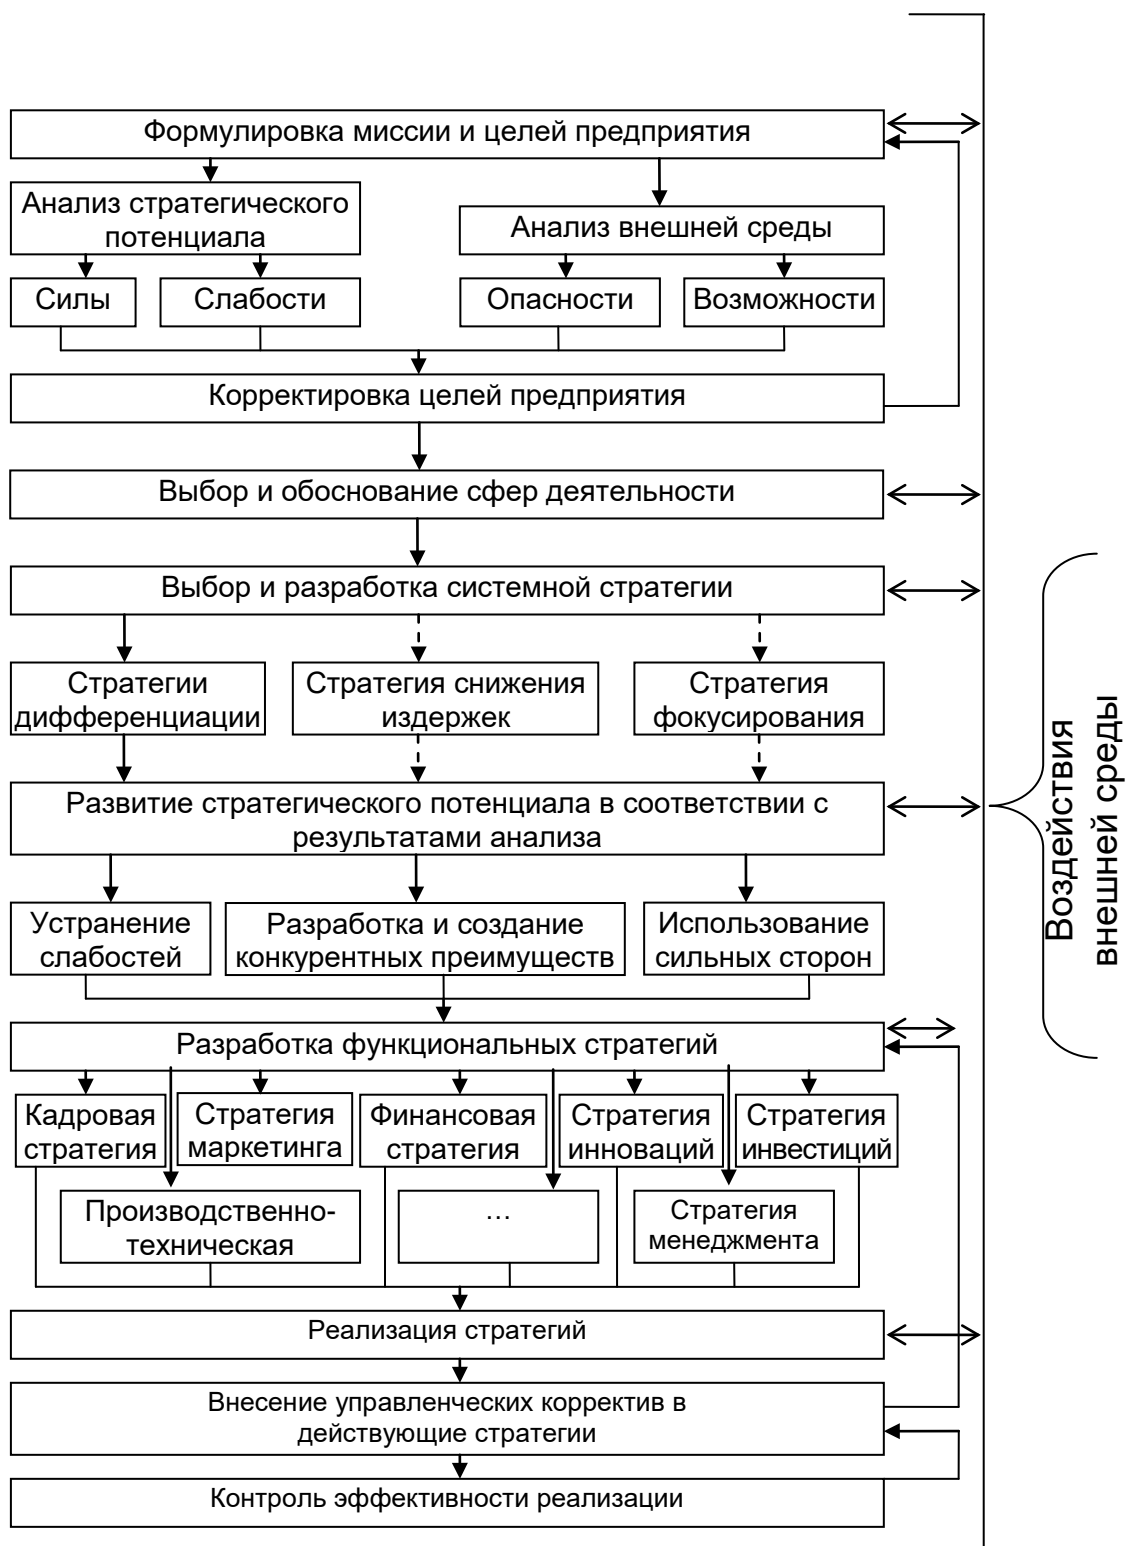 Формулировка миссии и целей предприятия
Анализ стратегического
потенциала
Анализ внешней среды
Силы
Слабости
Опасности
Возможности
Корректировка целей предприятия
Выбор и обоснование сфер деятельности
Выбор и разработка системной стратегии
Стратегии
дифференциации
Стратегия снижения
издержек
Стратегия
фокусирования
Развитие стратегического потенциала в соответствии с
результатами анализа
Устранение
слабостей
Разработка и создание
конкурентных преимуществ
Использование
сильных сторон
Разработка функциональных стратегий
Кадровая
стратегия
Стратегия
маркетинга
Финансовая
стратегия
Стратегия
инноваций
Стратегия
инвестиций
Производственно-
техническая
…
Стратегия
менеджмента
Реализация стратегий
Внесение управленческих корректив в
действующие стратегии
Контроль эффективности реализации
Воздействия
внешней среды